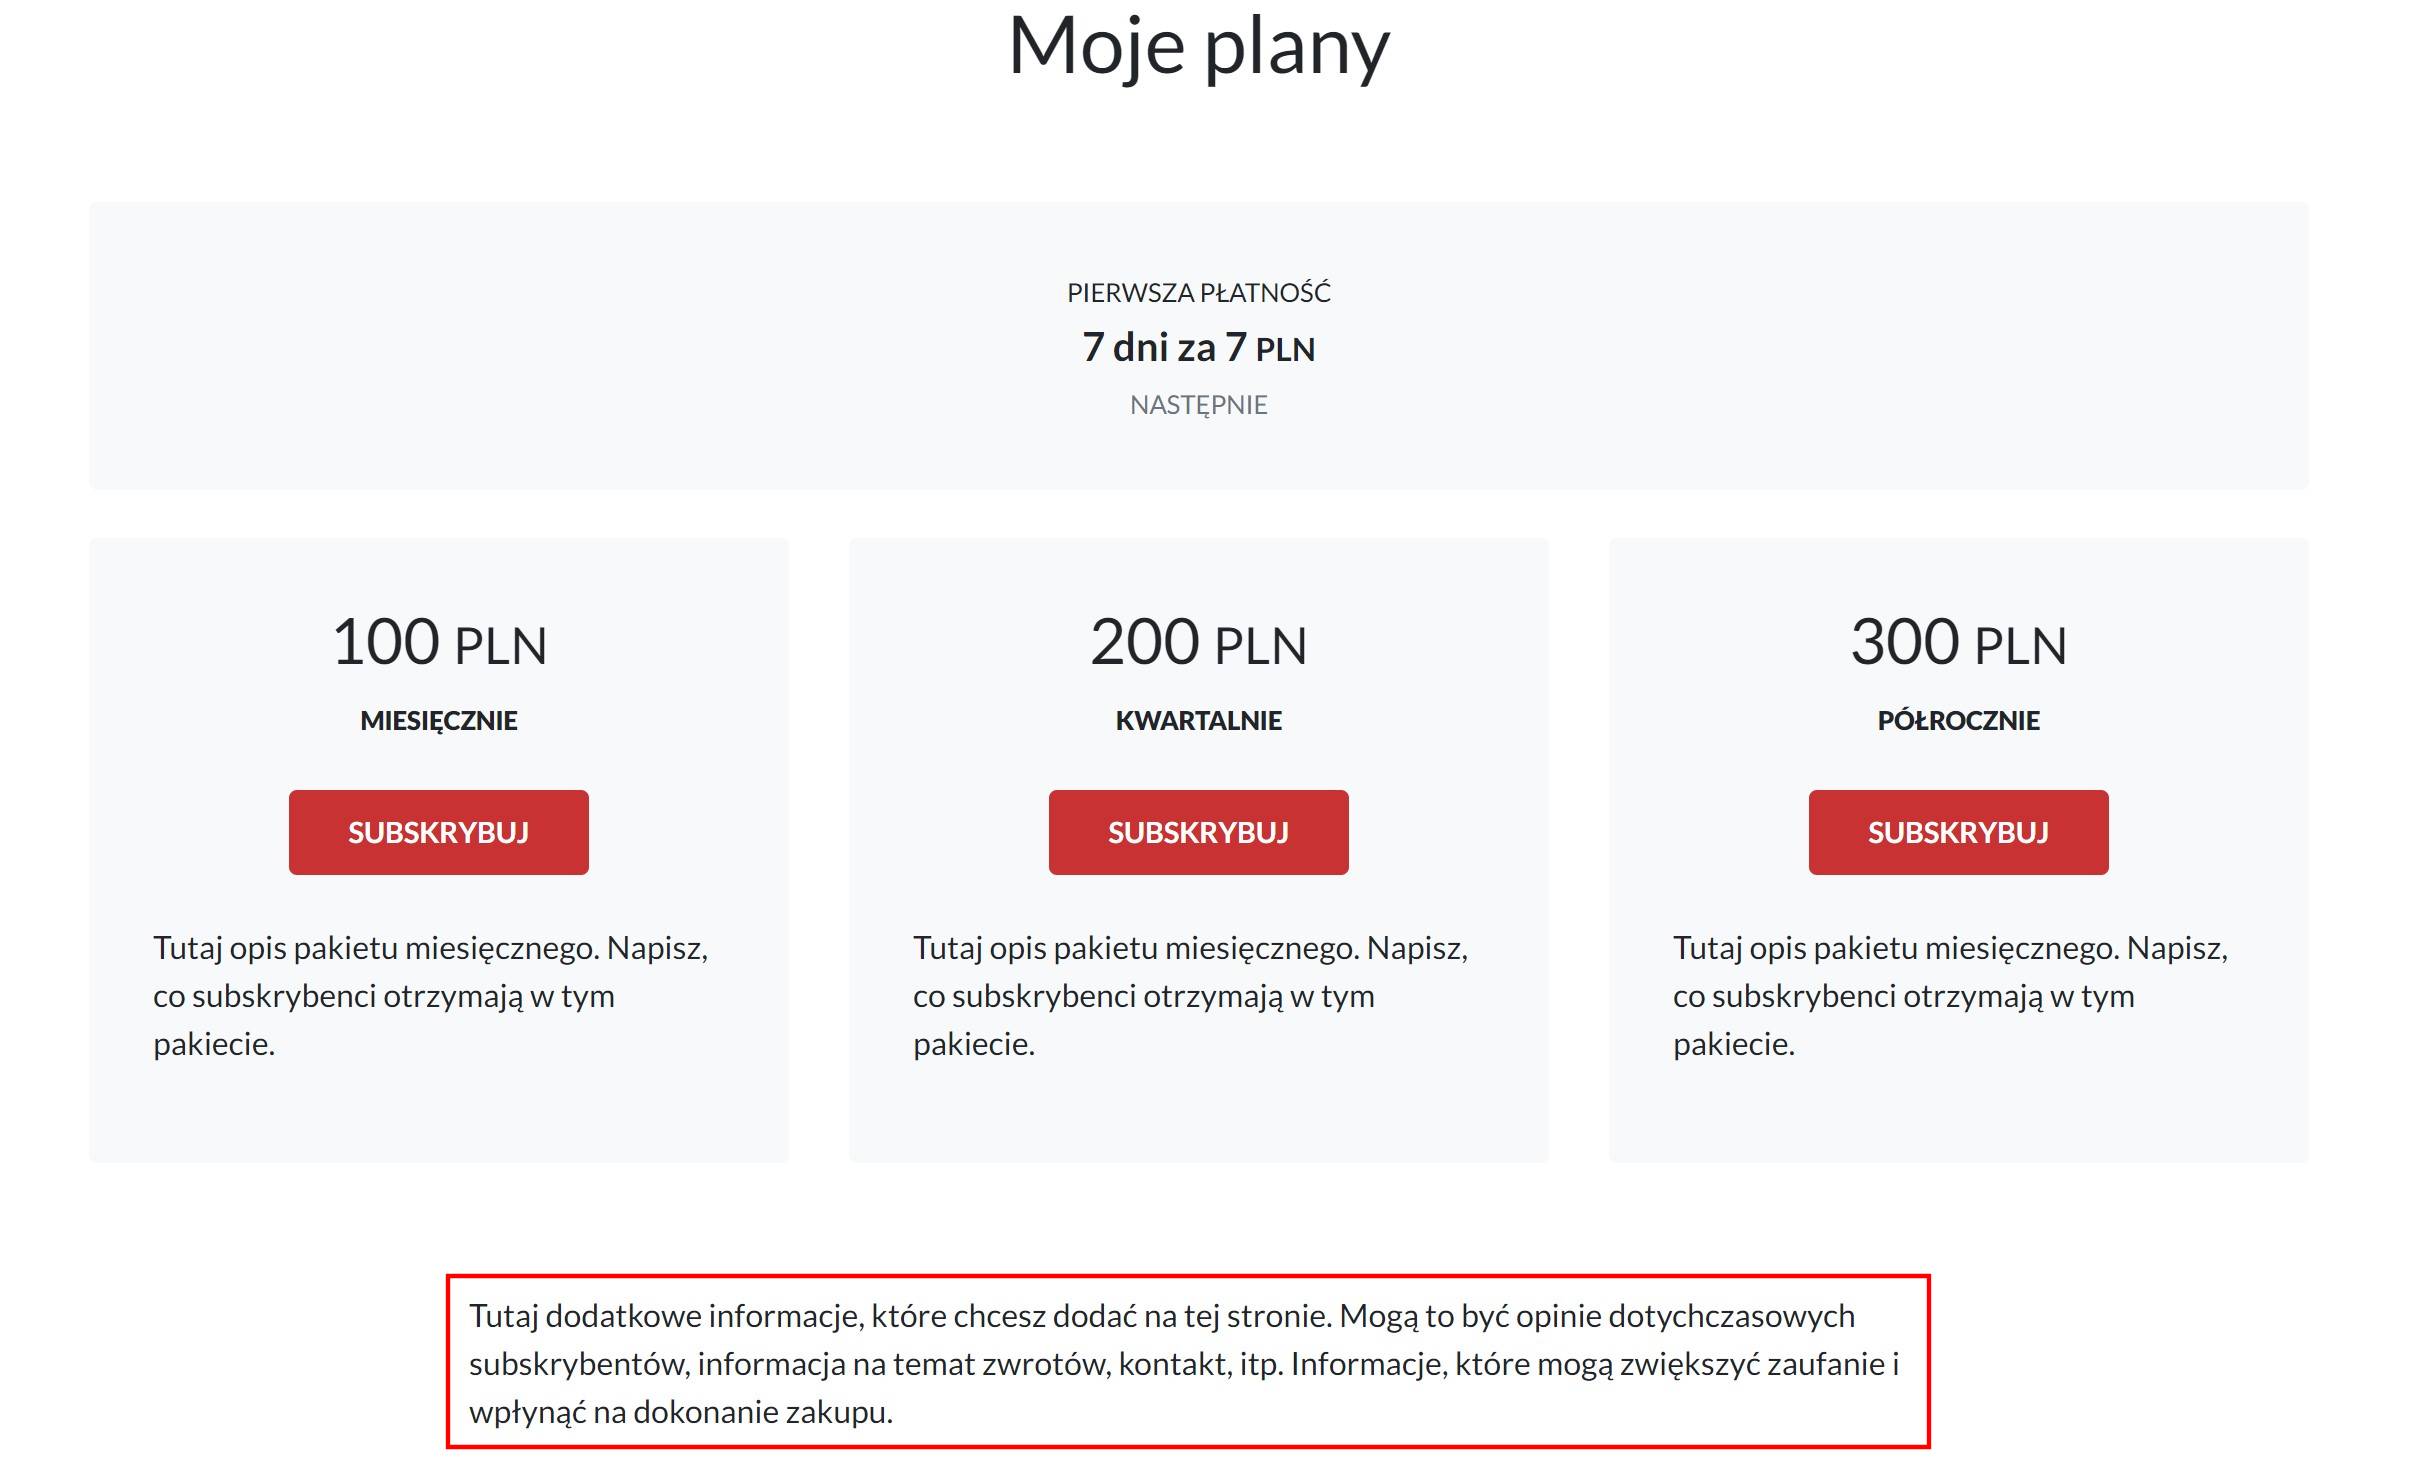 Moje plany
PIERWSZA PŁATNOŚĆ
7 dni za 7 PLN
NASTĘPNIE
100 PLN
MIESIĘCZNIE
SUBSKRYBUJ
Tutaj opis pakietu miesięcznego. Napisz,
co subskrybenci otrzymają w tym
pakiecie.
200 PLN
KWARTALNIE
SUBSKRYBUJ
Tutaj opis pakietu miesięcznego. Napisz,
co subskrybenci otrzymają w tym
pakiecie.
300 PLN
PÓŁROCZNIE
SUBSKRYBUJ
Tutaj opis pakietu miesięcznego. Napisz,
co subskrybenci otrzymają w tym
pakiecie.
Tutaj dodatkowe informacje, które chcesz dodać na tej stronie. Mogą to być opinie dotychczasowych
subskrybentów, informacja na temat zwrotów, kontakt, itp. Informacje, które mogą zwiększyć zaufanie i
wpłynąć na dokonanie zakupu.